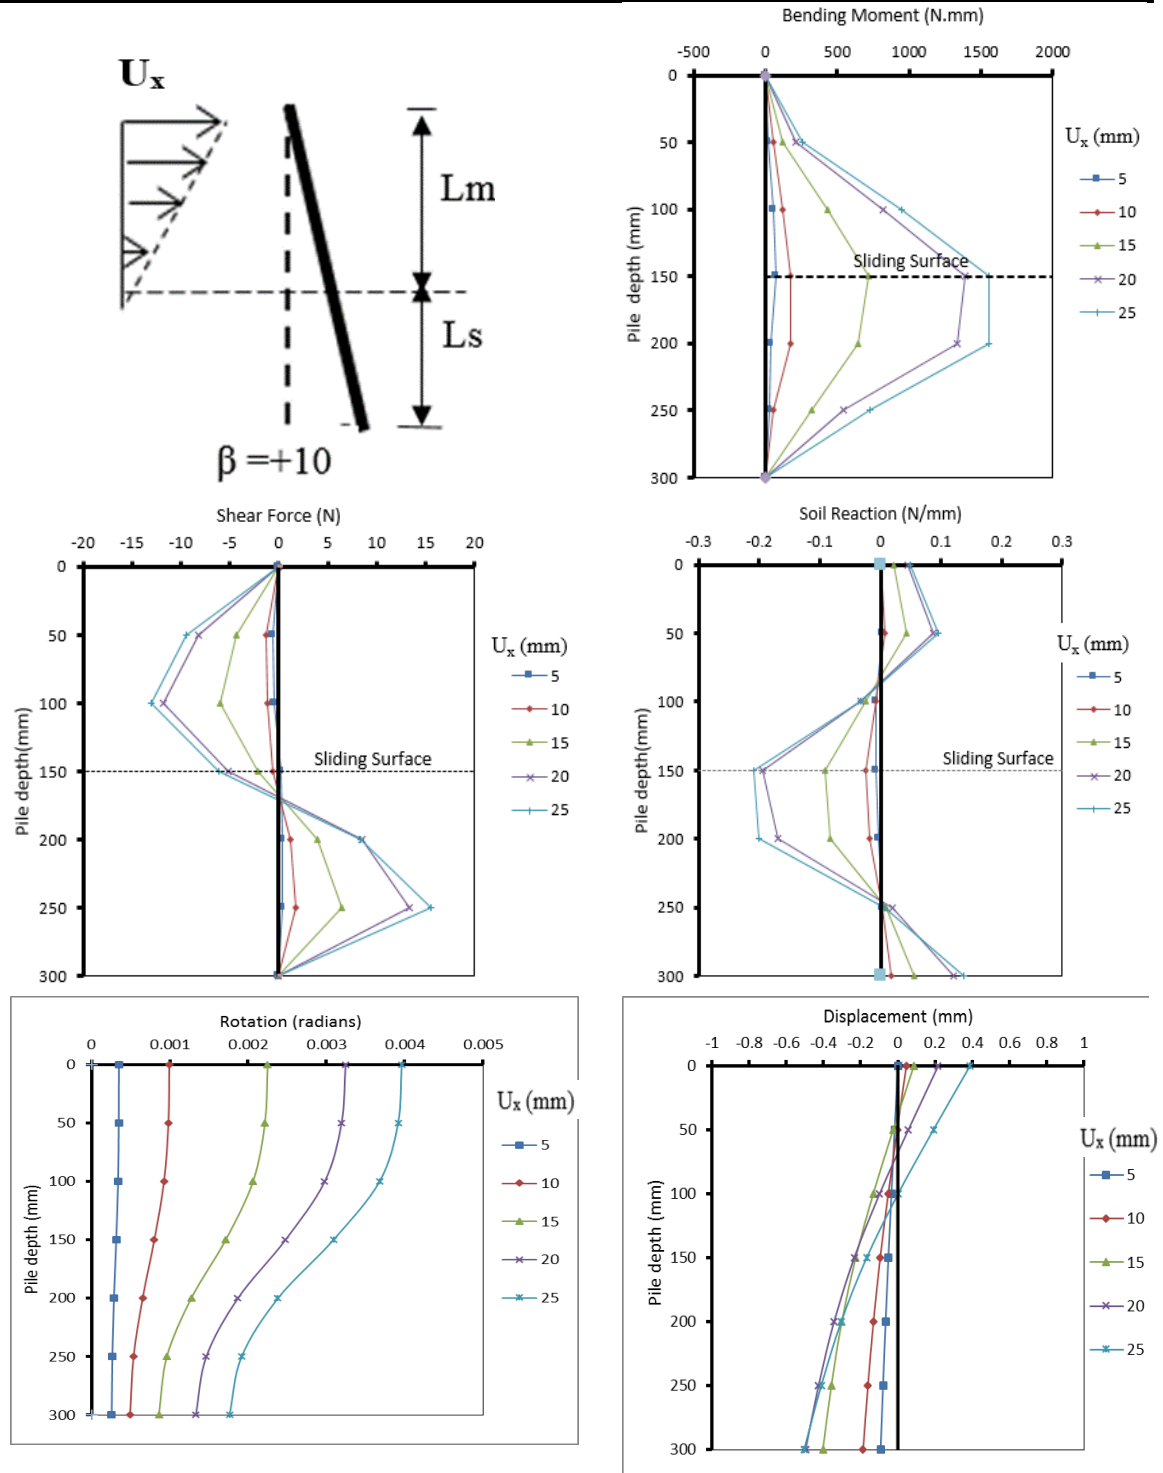 Uₓ
Lm
Ls
β =+10
Bending Moment (N.mm)
-500 0 500 1000 1500 2000
0
50
100
150
200
250
300
Pile depth (mm)
Sliding Surface
Uₓ (mm)
5
10
15
20
25
Shear Force (N)
-20 -15 -10 -5 0 5 10 15 20
0
50
100
150
200
250
300
Pile depth(mm)
Sliding Surface
Uₓ (mm)
5
10
15
20
25
Soil Reaction (N/mm)
-0.3 -0.2 -0.1 0 0.1 0.2 0.3
0
50
100
150
200
250
300
Pile depth(mm)
Sliding Surface
Uₓ (mm)
5
10
15
20
25
Rotation (radians)
0 0.001 0.002 0.003 0.004 0.005
0
50
100
150
200
250
300
Pile depth (mm)
Uₓ (mm)
5
10
15
20
25
Displacement (mm)
-1 -0.8 -0.6 -0.4 -0.2 0 0.2 0.4 0.6 0.8 1
0
50
100
150
200
250
300
Pile depth (mm)
Uₓ (mm)
5
10
15
20
25